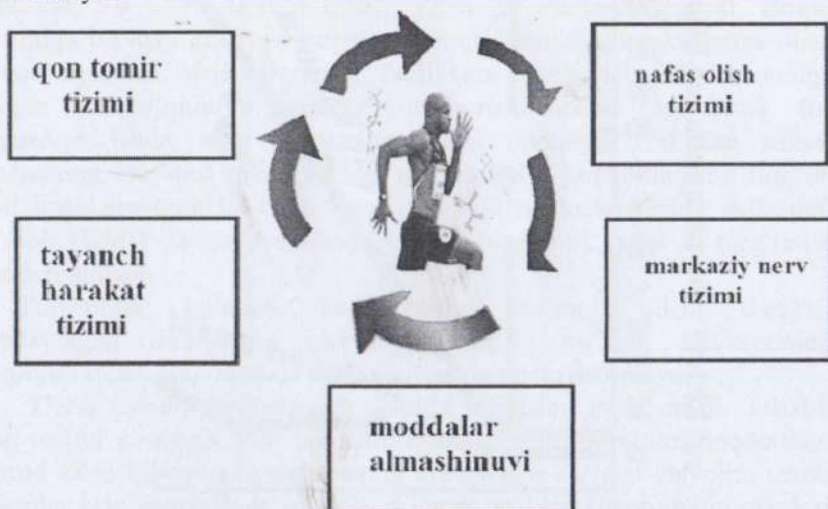 qon tomir
tizimi
nafas olish
tizimi
tayanch
harakat
tizimi
markaziy nerv
tizimi
moddalar
almashinuvi